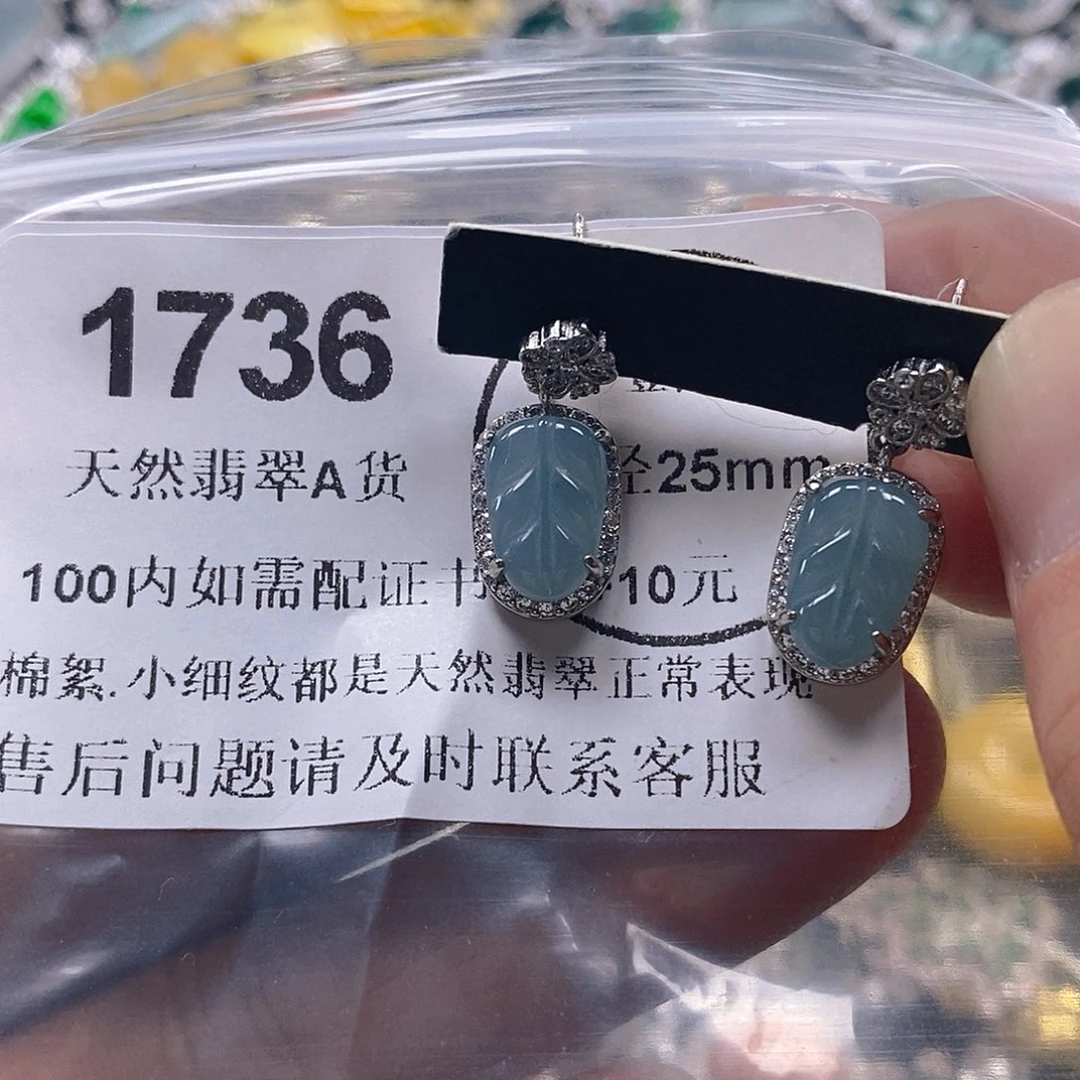 1736
天然翡翠A货
径25mm
100内如需配证书 10元
棉絮.小细纹都是天然翡翠正常表现
售后问题请及时联系客服